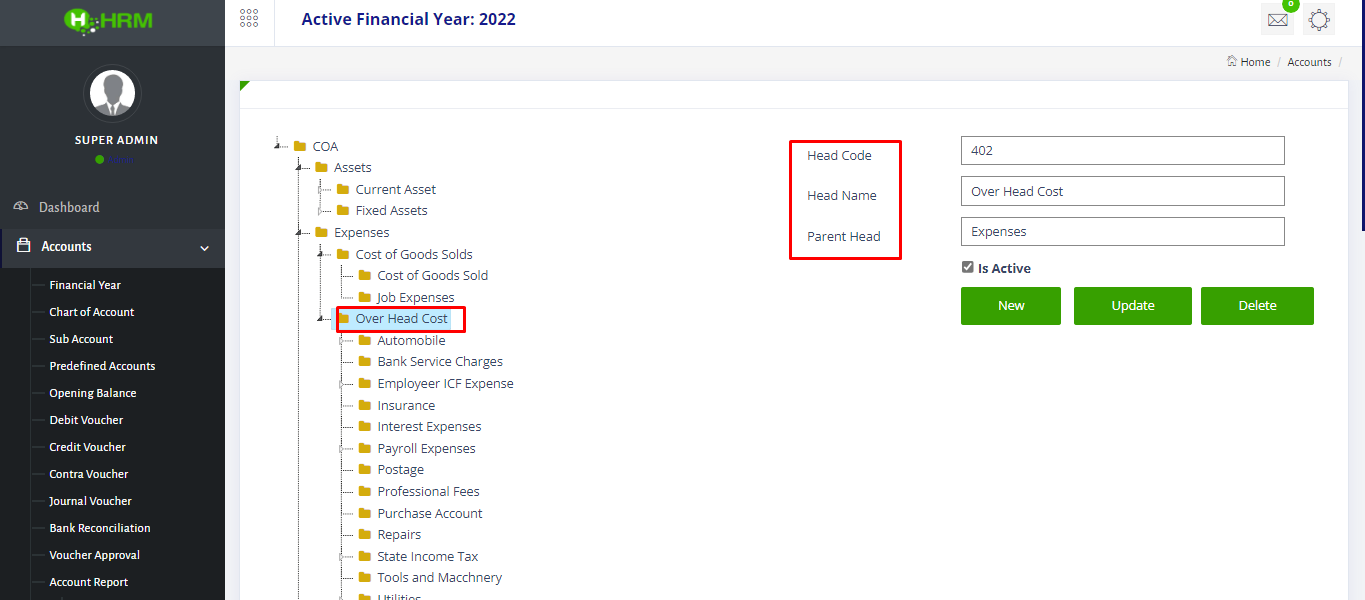 HRM
Active Financial Year: 2022
0
Home / Accounts /
SUPER ADMIN
Dashboard
Accounts
Financial Year
Chart of Account
Sub Account
Predefined Accounts
Opening Balance
Debit Voucher
Credit Voucher
Contra Voucher
Journal Voucher
Bank Reconciliation
Voucher Approval
Account Report
COA
Assets
Current Asset
Fixed Assets
Expenses
Cost of Goods Solds
Cost of Goods Sold
Job Expenses
Over Head Cost
Automobile
Bank Service Charges
Employeer ICF Expense
Insurance
Interest Expenses
Payroll Expenses
Postage
Professional Fees
Purchase Account
Repairs
State Income Tax
Tools and Macchnery
Utilities
Head Code 402
Head Name Over Head Cost
Parent Head Expenses
Is Active
New Update Delete